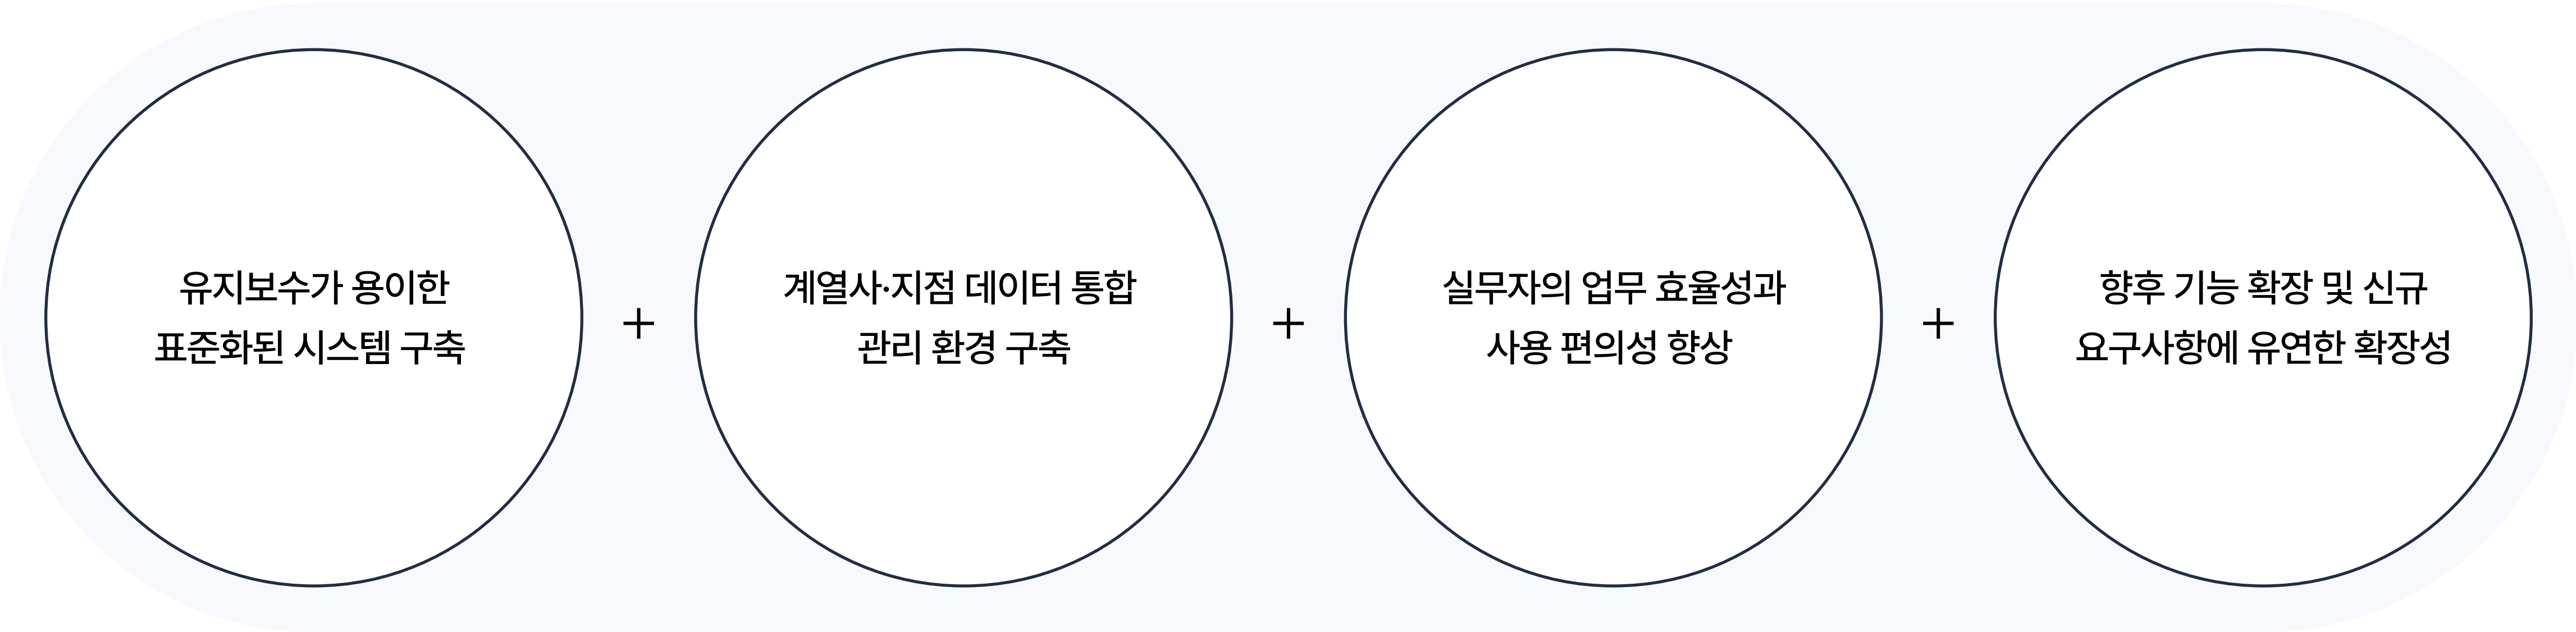 유지보수가 용이한
표준화된 시스템 구축
+
계열사·지점 데이터 통합
관리 환경 구축
+
실무자의 업무 효율성과
사용 편의성 향상
+
향후 기능 확장 및 신규
요구사항에 유연한 확장성